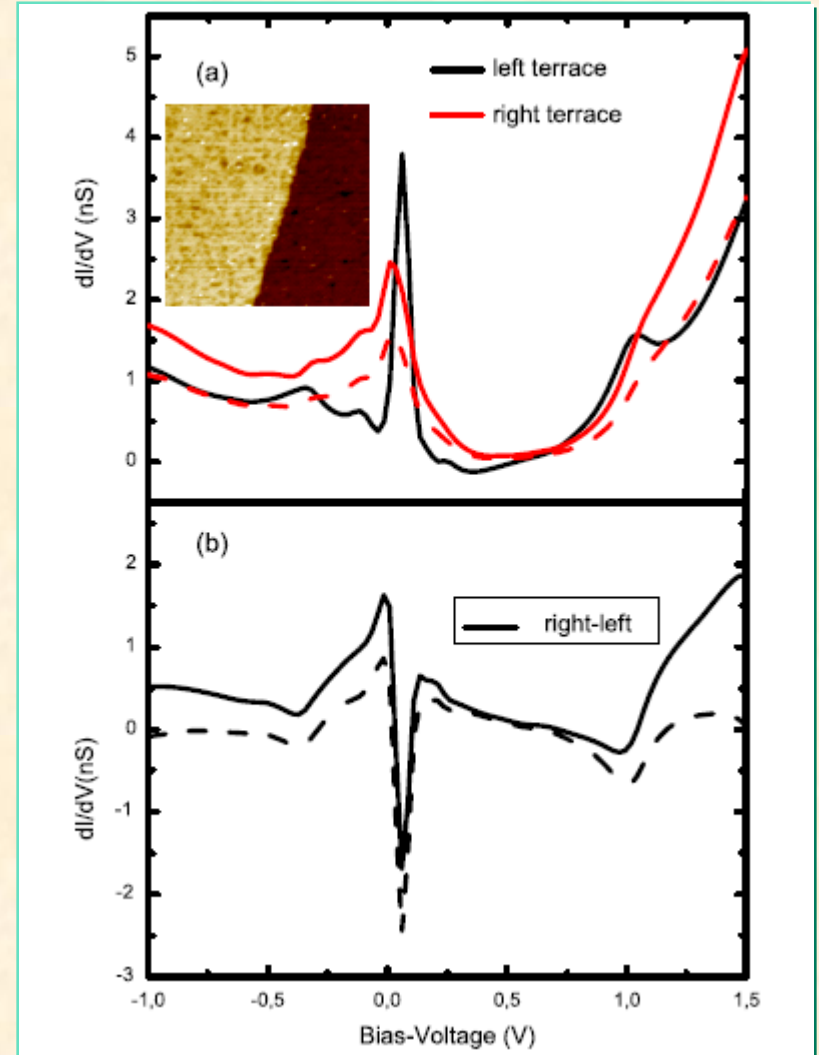 (a)
left terrace
right terrace
5
4
3
2
1
0
dI/dV (nS)
(b)
right-left
2
1
0
-1
-2
-3
dI/dV(nS)
-1,0 -0,5 0,0 0,5 1,0 1,5
Bias-Voltage (V)